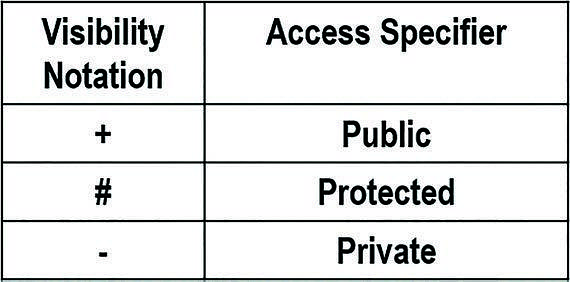 Visibility Notation Access Specifier
+ Public
# Protected
- Private